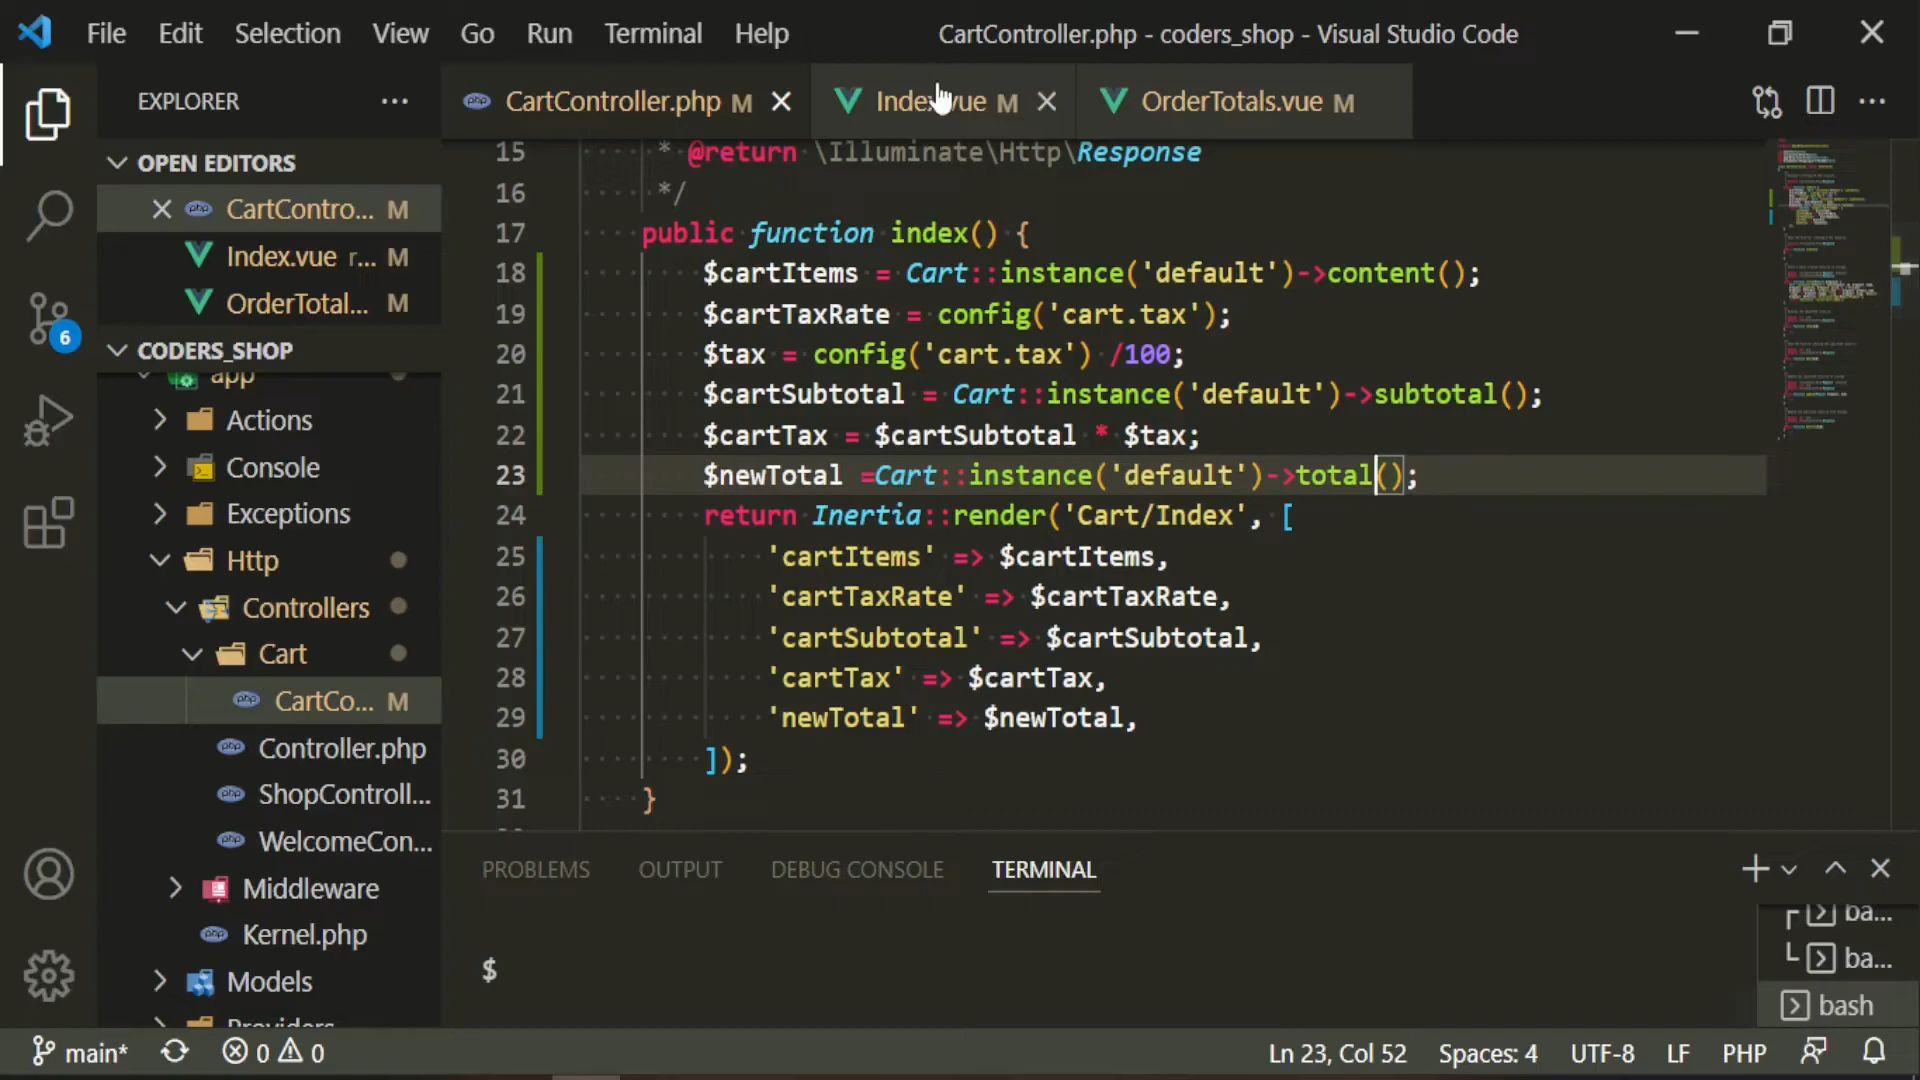 File Edit Selection View Go Run Terminal Help CartController.php - coders_shop - Visual Studio Code
EXPLORER
CartController.php M
Index.vue M
OrderTotals.vue M
OPEN EDITORS
CartContro... M
Index.vue r... M
OrderTotal... M
CODERS_SHOP
app
Actions
Console
Exceptions
Http
Controllers
Cart
CartCo... M
Controller.php
ShopControll...
WelcomeCon...
Middleware
Kernel.php
Models
Providers
6
15 * @return \Illuminate\Http\Response
16 */
17 public function index() {
18 $cartItems = Cart::instance('default')->content();
19 $cartTaxRate = config('cart.tax');
20 $tax = config('cart.tax') /100;
21 $cartSubtotal = Cart::instance('default')->subtotal();
22 $cartTax = $cartSubtotal * $tax;
23 $newTotal =Cart::instance('default')->total();
24 return Inertia::render('Cart/Index', [
25 'cartItems' => $cartItems,
26 'cartTaxRate' => $cartTaxRate,
27 'cartSubtotal' => $cartSubtotal,
28 'cartTax' => $cartTax,
29 'newTotal' => $newTotal,
30 ]);
31 }
PROBLEMS OUTPUT DEBUG CONSOLE TERMINAL
$
ba...
ba...
bash
main* 0 0 Ln 23, Col 52 Spaces: 4 UTF-8 LF PHP